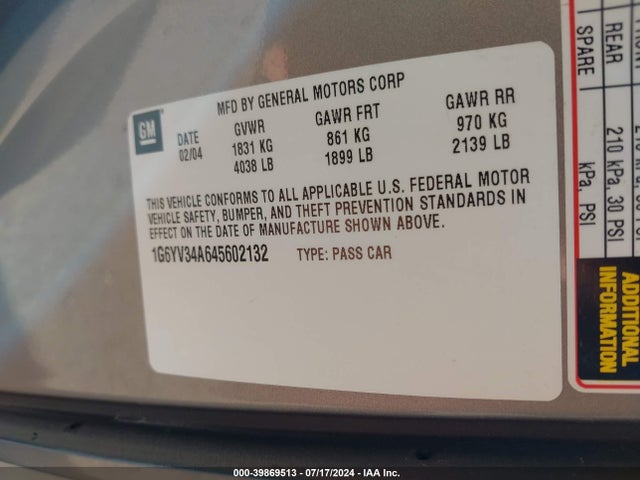 MFD BY GENERAL MOTORS CORP
GM
DATE GVWR GAWR FRT GAWR RR
02/04 1831 KG 861 KG 970 KG
4038 LB 1899 LB 2139 LB
THIS VEHICLE CONFORMS TO ALL APPLICABLE U.S. FEDERAL MOTOR
VEHICLE SAFETY, BUMPER, AND THEFT PREVENTION STANDARDS IN
EFFECT ON THE DATE OF MANUFACTURE SHOWN ABOVE.
1G6YV34A645602132 TYPE: PASS CAR
REAR 210 kPa, 30 PSI
SPARE kPa, PSI
ADDITIONAL
INFORMATION
000-39869513 - 07/17/2024 - IAA Inc.